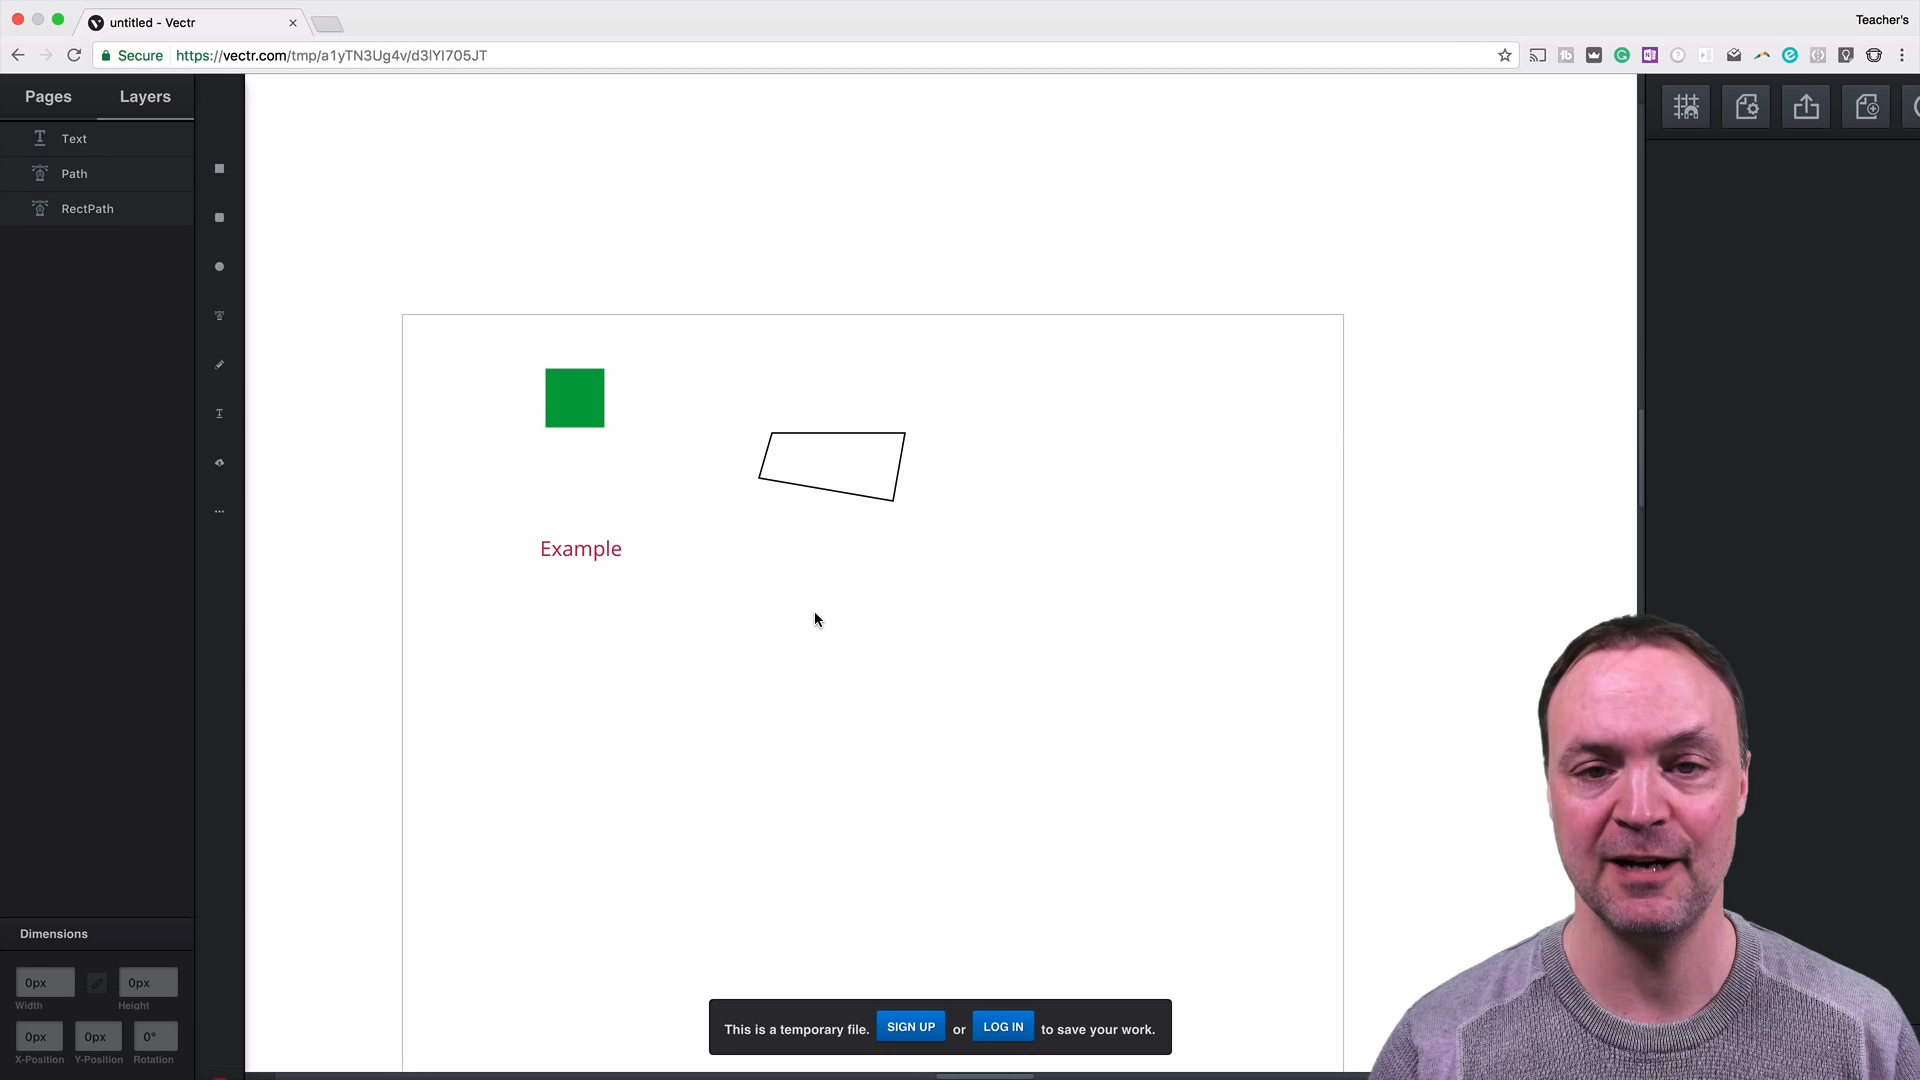 untitled - Vectr
Teacher's
Secure https://vectr.com/tmp/a1yTN3Ug4v/d3lYI705JT
Pages Layers
Text
Path
RectPath
Example
Dimensions
0px 0px
Width Height
0px 0px 0°
X-Position Y-Position Rotation
This is a temporary file. SIGN UP or LOG IN to save your work.